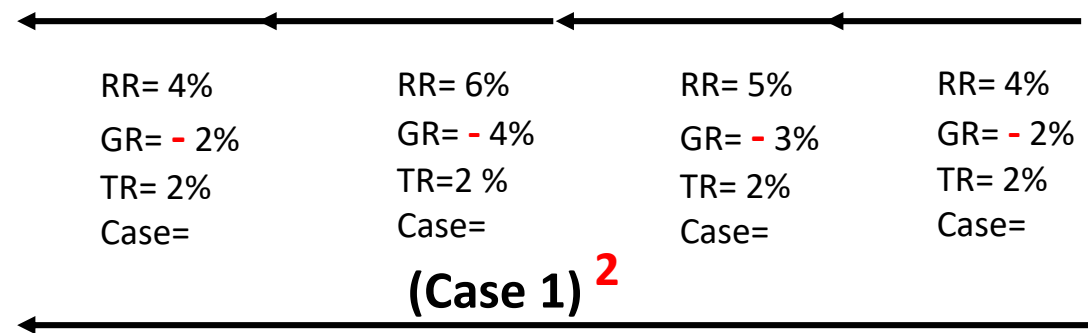 RR= 4%
GR= - 2%
TR= 2%
Case=
RR= 6%
GR= - 4%
TR=2 %
Case=
RR= 5%
GR= - 3%
TR= 2%
Case=
RR= 4%
GR= - 2%
TR= 2%
Case=
(Case 1) 2